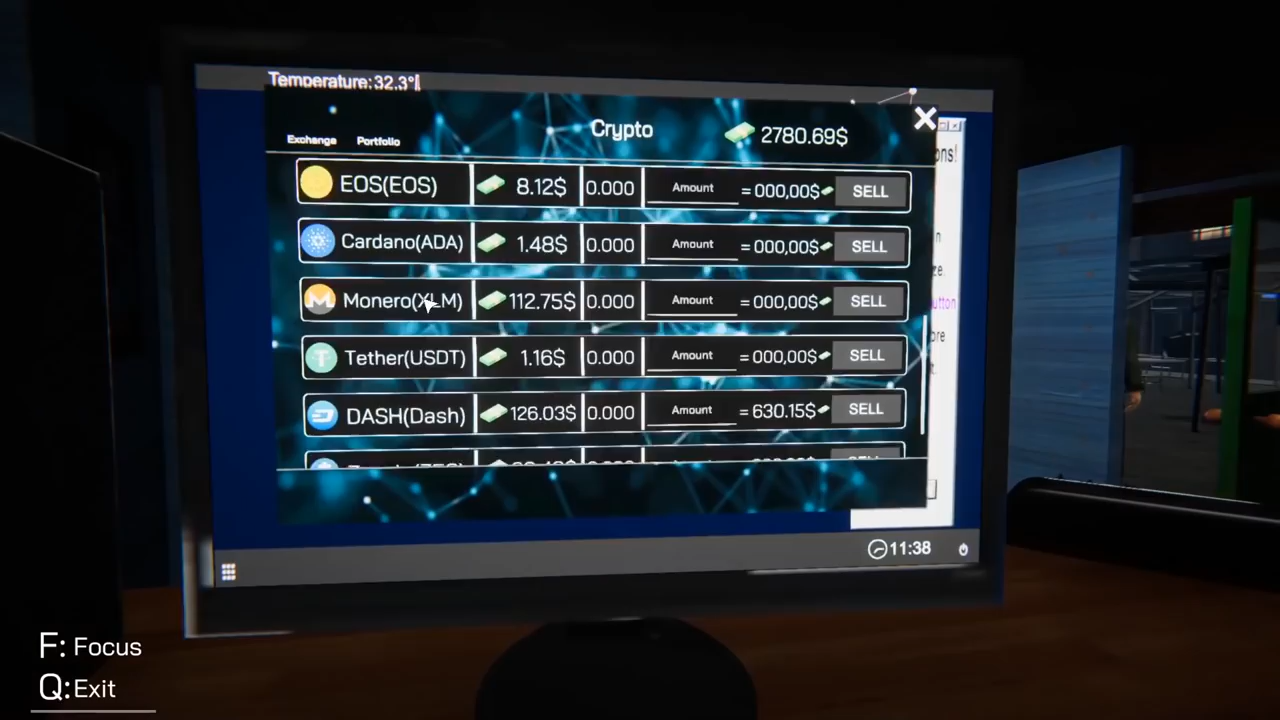 Temperature:32.3°
Crypto
2780.69$
Exchange Portfolio
ons!
EOS(EOS) 8.12$ 0.000 Amount = 000,00$ SELL
Cardano(ADA) 1.48$ 0.000 Amount = 000,00$ SELL
Monero(XLM) 112.75$ 0.000 Amount = 000,00$ SELL
Tether(USDT) 1.16$ 0.000 Amount = 000,00$ SELL
DASH(Dash) 126.03$ 0.000 Amount = 630.15$ SELL
11:38
F: Focus
Q: Exit